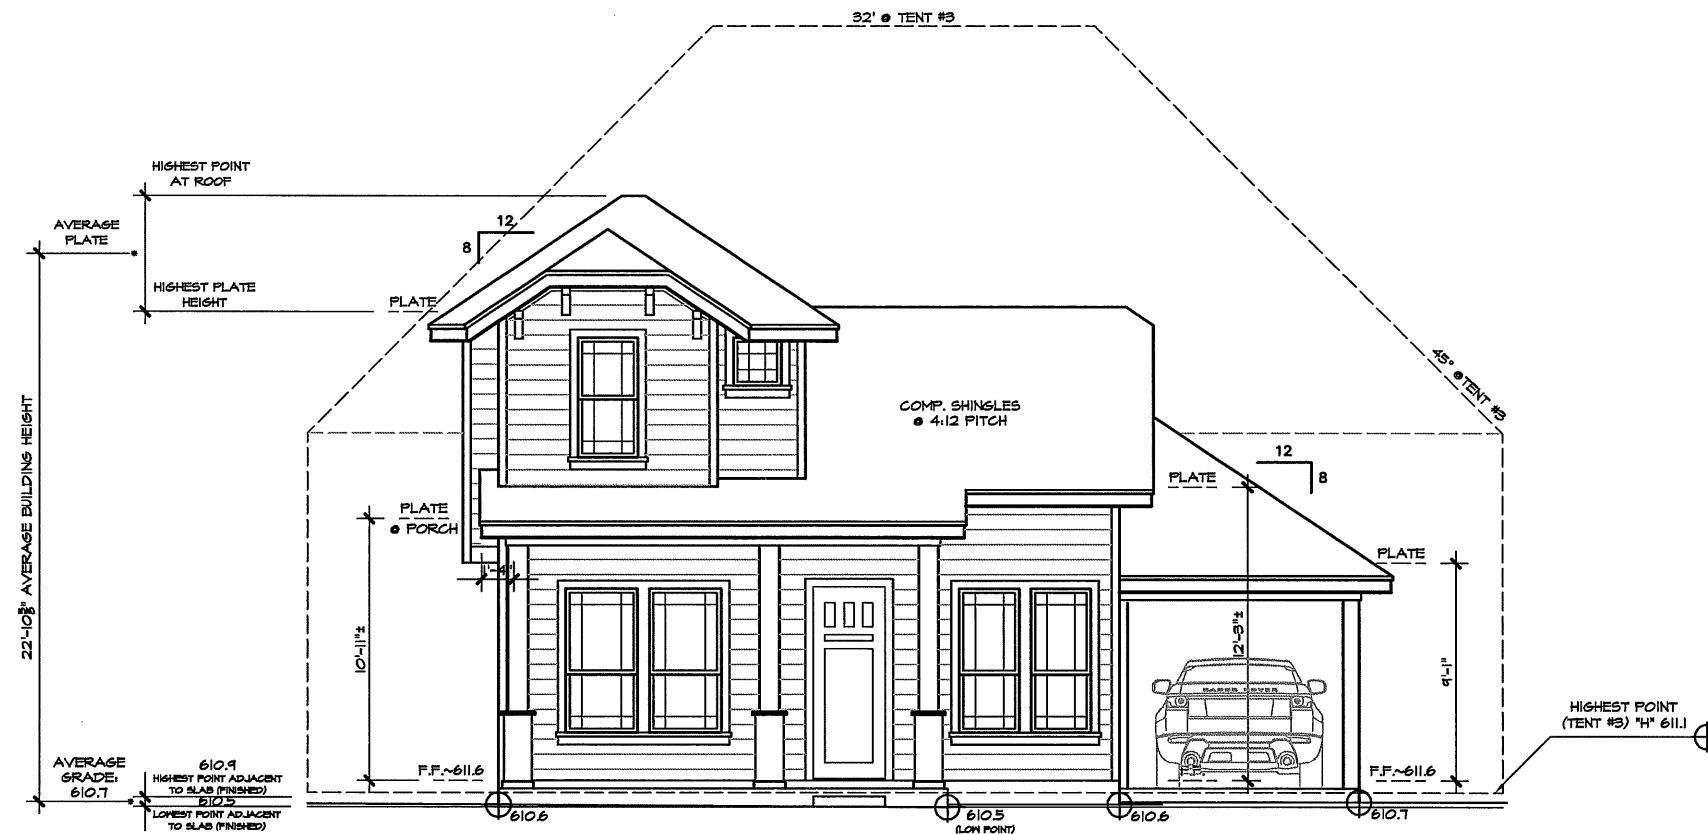 32' @ TENT #3
HIGHEST POINT
AT ROOF
AVERAGE
PLATE
*
12
8
HIGHEST PLATE
HEIGHT
PLATE
45° @TENT #3
COMP. SHINGLES
@ 4:12 PITCH
12
8
PLATE
PLATE
@ PORCH
PLATE
1'-4"
22'-10⅜" AVERAGE BUILDING HEIGHT
10'-11"±
12'-3"±
9'-1"
RANGE ROVER
HIGHEST POINT
(TENT #3) "H" 611.1
F.F.~611.6
F.F.~611.6
AVERAGE
GRADE:
610.7
*
610.9
HIGHEST POINT ADJACENT
TO SLAB (FINISHED)
610.5
LOWEST POINT ADJACENT
TO SLAB (FINISHED)
610.6
610.5
(LOW POINT)
610.6
610.7